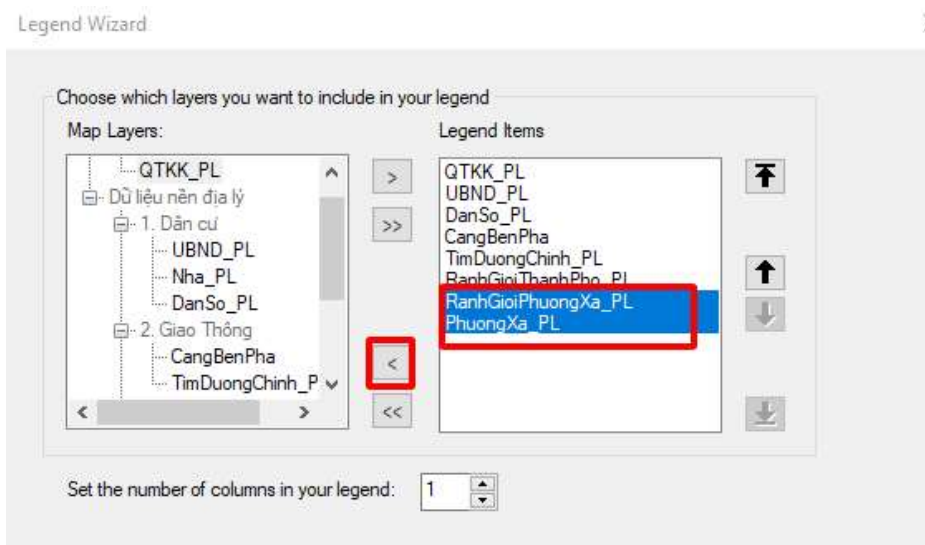 Legend Wizard
Choose which layers you want to include in your legend
Map Layers:
Legend Items
QTKK_PL
Dữ liệu nền địa lý
1. Dân cư
UBND_PL
Nha_PL
DanSo_PL
2. Giao Thông
CangBenPha
TimDuongChinh_P
>
>>
<
<<
QTKK_PL
UBND_PL
DanSo_PL
CangBenPha
TimDuongChinh_PL
RanhGioiThanhPho_PL
RanhGioiPhuongXa_PL
PhuongXa_PL
Set the number of columns in your legend:
1